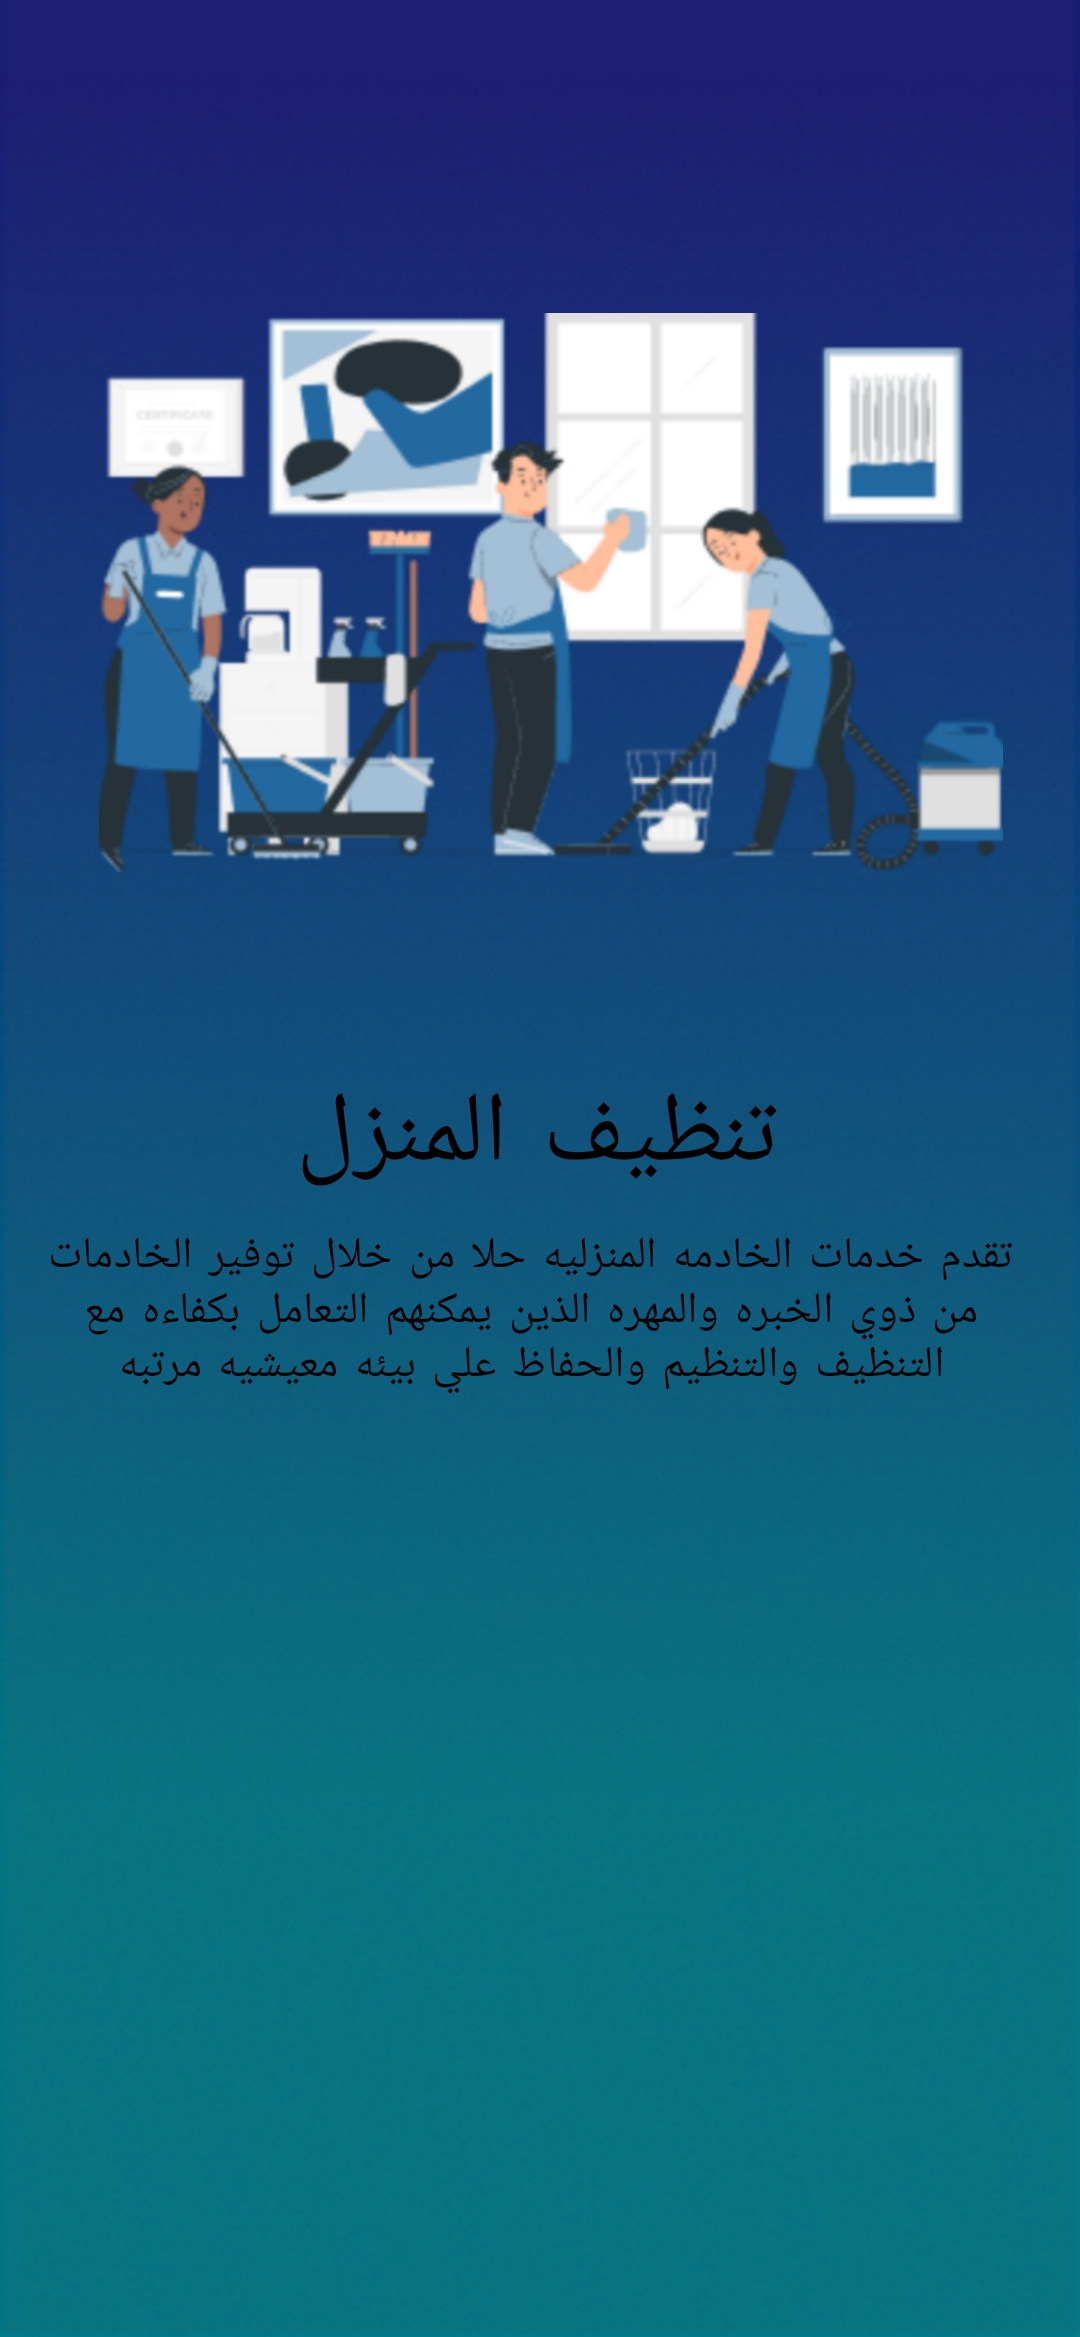 CERTIFICATE
تنظيف المنزل
تقدم خدمات الخادمه المنزليه حلا من خلال توفير الخادمات
من ذوي الخبره والمهره الذين يمكنهم التعامل بكفاءه مع
التنظيف والتنظيم والحفاظ علي بيئه معيشيه مرتبه